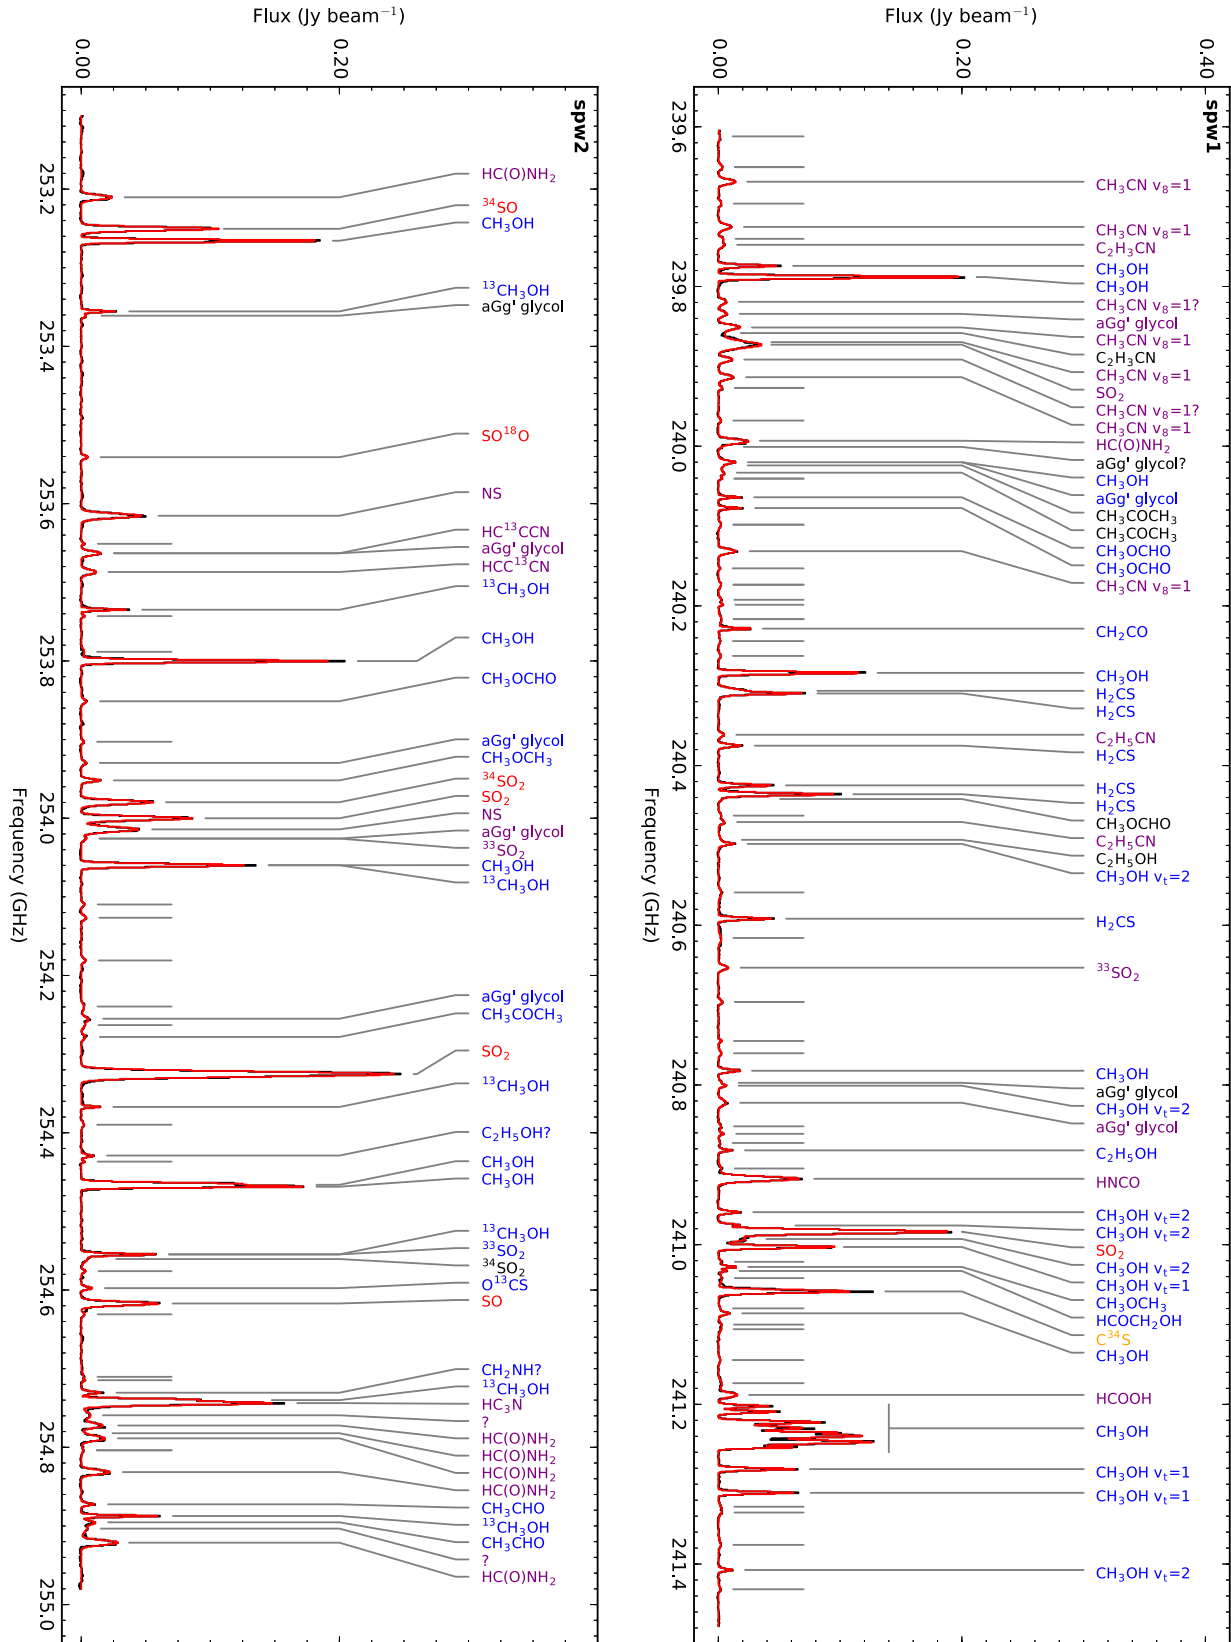 Flux (Jy beam⁻¹)
0.00
0.20
spw2
HC(O)NH₂
³⁴SO
CH₃OH
¹³CH₃OH
aGg' glycol
SO¹⁸O
NS
HC¹³CCN
aGg' glycol
HCC¹³CN
¹³CH₃OH
CH₃OH
CH₃OCHO
aGg' glycol
CH₃OCH₃
³⁴SO₂
SO₂
NS
aGg' glycol
³³SO₂
CH₃OH
¹³CH₃OH
aGg' glycol
CH₃COCH₃
SO₂
¹³CH₃OH
C₂H₅OH?
CH₃OH
CH₃OH
¹³CH₃OH
³³SO₂
³⁴SO₂
O¹³CS
SO
CH₂NH?
¹³CH₃OH
HC₃N
?
HC(O)NH₂
HC(O)NH₂
HC(O)NH₂
HC(O)NH₂
CH₃CHO
¹³CH₃OH
CH₃CHO
?
HC(O)NH₂
253.2
253.4
253.6
253.8
254.0
254.2
254.4
254.6
254.8
255.0
Frequency (GHz)
Flux (Jy beam⁻¹)
0.00
0.20
0.40
spw1
CH₃CN v₈=1
CH₃CN v₈=1
C₂H₃CN
CH₃OH
CH₃OH
CH₃CN v₈=1?
aGg' glycol
CH₃CN v₈=1
C₂H₃CN
CH₃CN v₈=1
SO₂
CH₃CN v₈=1?
CH₃CN v₈=1
HC(O)NH₂
aGg' glycol?
CH₃OH
aGg' glycol
CH₃COCH₃
CH₃COCH₃
CH₃OCHO
CH₃OCHO
CH₃CN v₈=1
CH₂CO
CH₃OH
H₂CS
H₂CS
C₂H₅CN
H₂CS
H₂CS
H₂CS
CH₃OCHO
C₂H₅CN
C₂H₅OH
CH₃OH vₜ=2
H₂CS
³³SO₂
CH₃OH
aGg' glycol
CH₃OH vₜ=2
aGg' glycol
C₂H₅OH
HNCO
CH₃OH vₜ=2
CH₃OH vₜ=2
SO₂
CH₃OH vₜ=2
CH₃OH vₜ=1
CH₃OCH₃
HCOCH₂OH
C³⁴S
CH₃OH
HCOOH
CH₃OH
CH₃OH vₜ=1
CH₃OH vₜ=1
CH₃OH vₜ=2
239.6
239.8
240.0
240.2
240.4
240.6
240.8
241.0
241.2
241.4
Frequency (GHz)